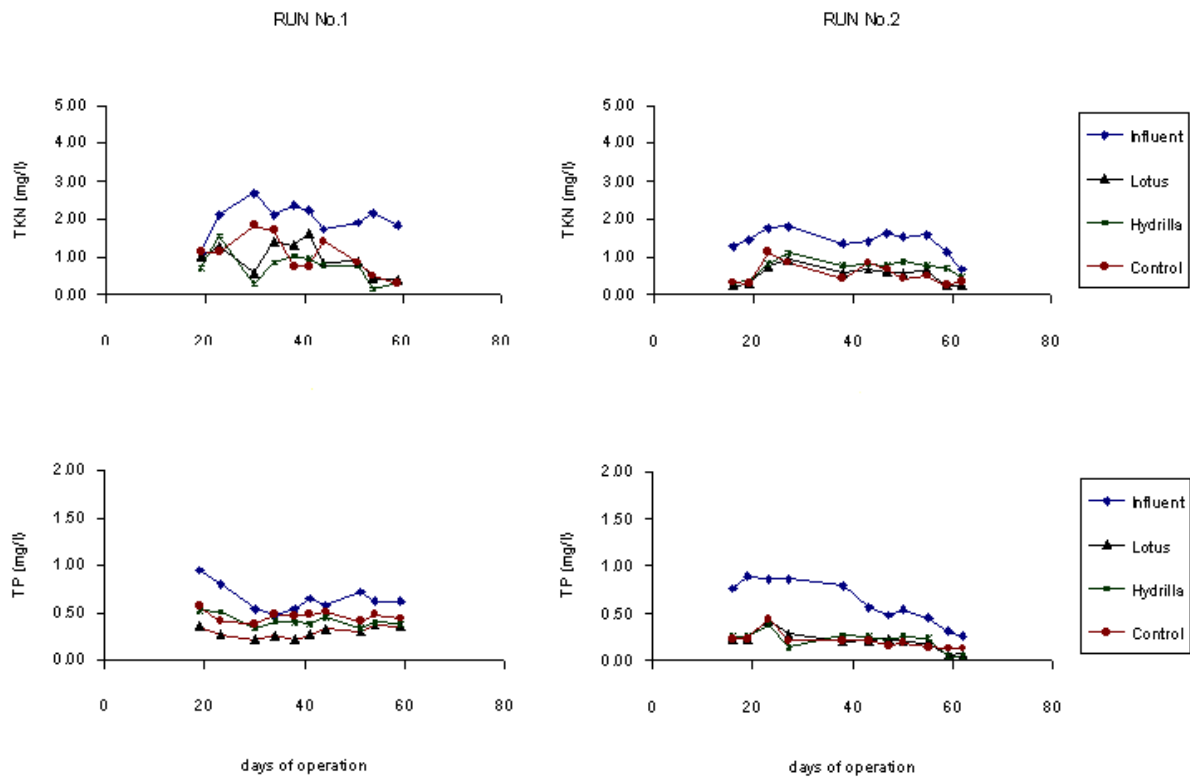 RUN No.1
RUN No.2
TKN [mg/l]
5.00
4.00
3.00
2.00
1.00
0.00
0
20
40
60
80
TKN [mg/l]
5.00
4.00
3.00
2.00
1.00
0.00
0
20
40
60
80
Influent
Lotus
Hydrilla
Control
TP [mg/l]
2.00
1.50
1.00
0.50
0.00
0
20
40
60
80
days of operation
TP [mg/l]
2.00
1.50
1.00
0.50
0.00
0
20
40
60
80
days of operation
Influent
Lotus
Hydrilla
Control